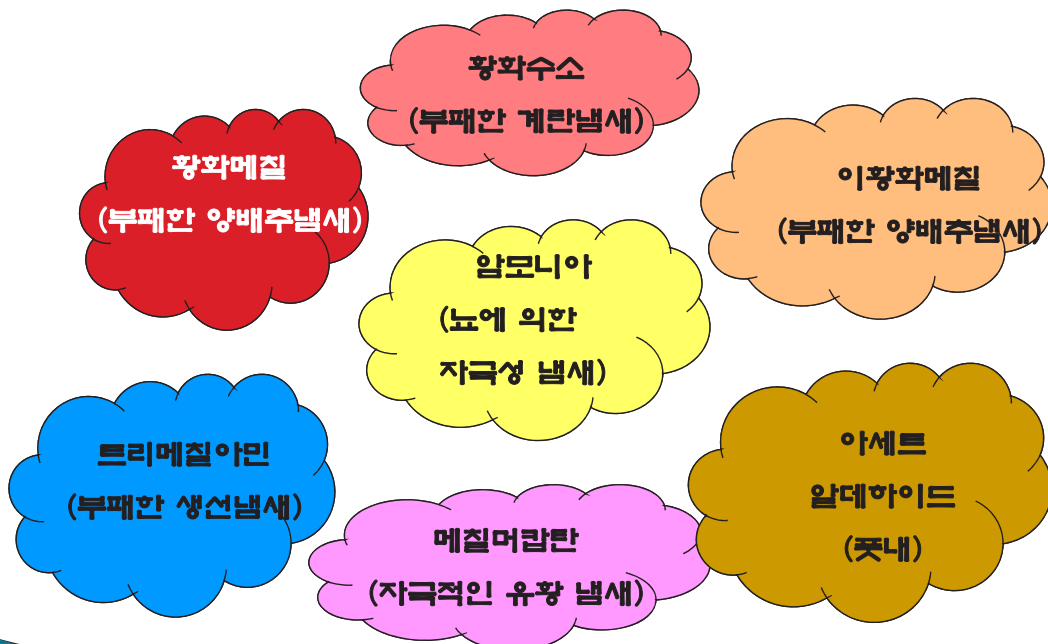 황화수소
(부패한 계란냄새)
황화메칠
(부패한 양배추냄새)
이황화메칠
(부패한 양배추냄새)
암모니아
(뇨에 의한
자극성 냄새)
트리메칠아민
(부패한 생선냄새)
아세트
알데하이드
(풋내)
메칠머캅탄
(자극적인 유황 냄새)